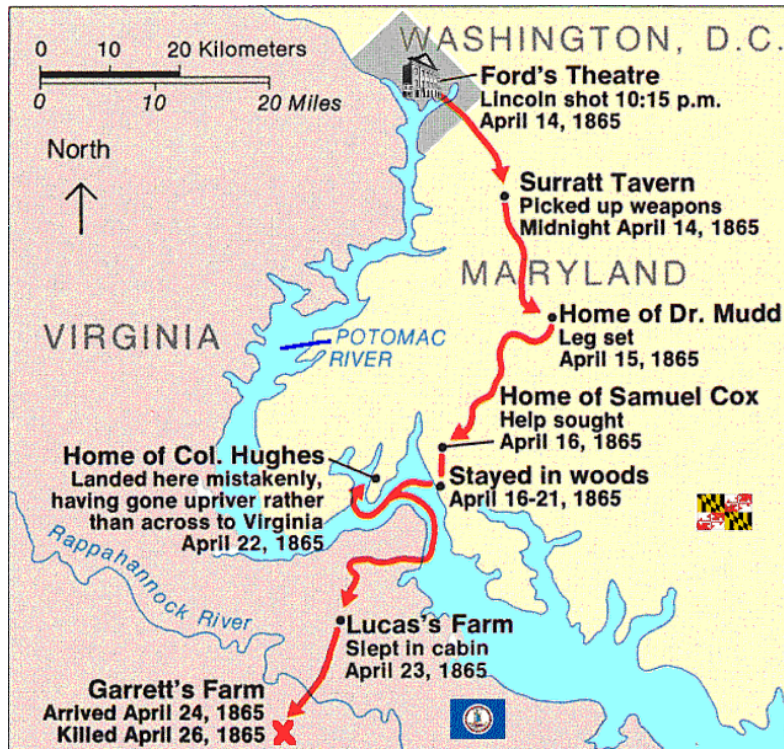 WASHINGTON, D.C.
0 20 Kilometers
0 10 20 Miles
North
Ford's Theatre
Lincoln shot 10:15 p.m.
April 14, 1865
Surratt Tavern
Picked up weapons
Midnight April 14, 1865
MARYLAND
VIRGINIA
POTOMAC
RIVER
Home of Dr. Mudd
Leg set
April 15, 1865
Home of Samuel Cox
Help sought
April 16, 1865
Home of Col. Hughes
Landed here mistakenly,
having gone upriver rather
than across to Virginia
April 22, 1865
Stayed in woods
April 16-21, 1865
Rappahannock River
Lucas's Farm
Slept in cabin
April 23, 1865
Garrett's Farm
Arrived April 24, 1865
Killed April 26, 1865